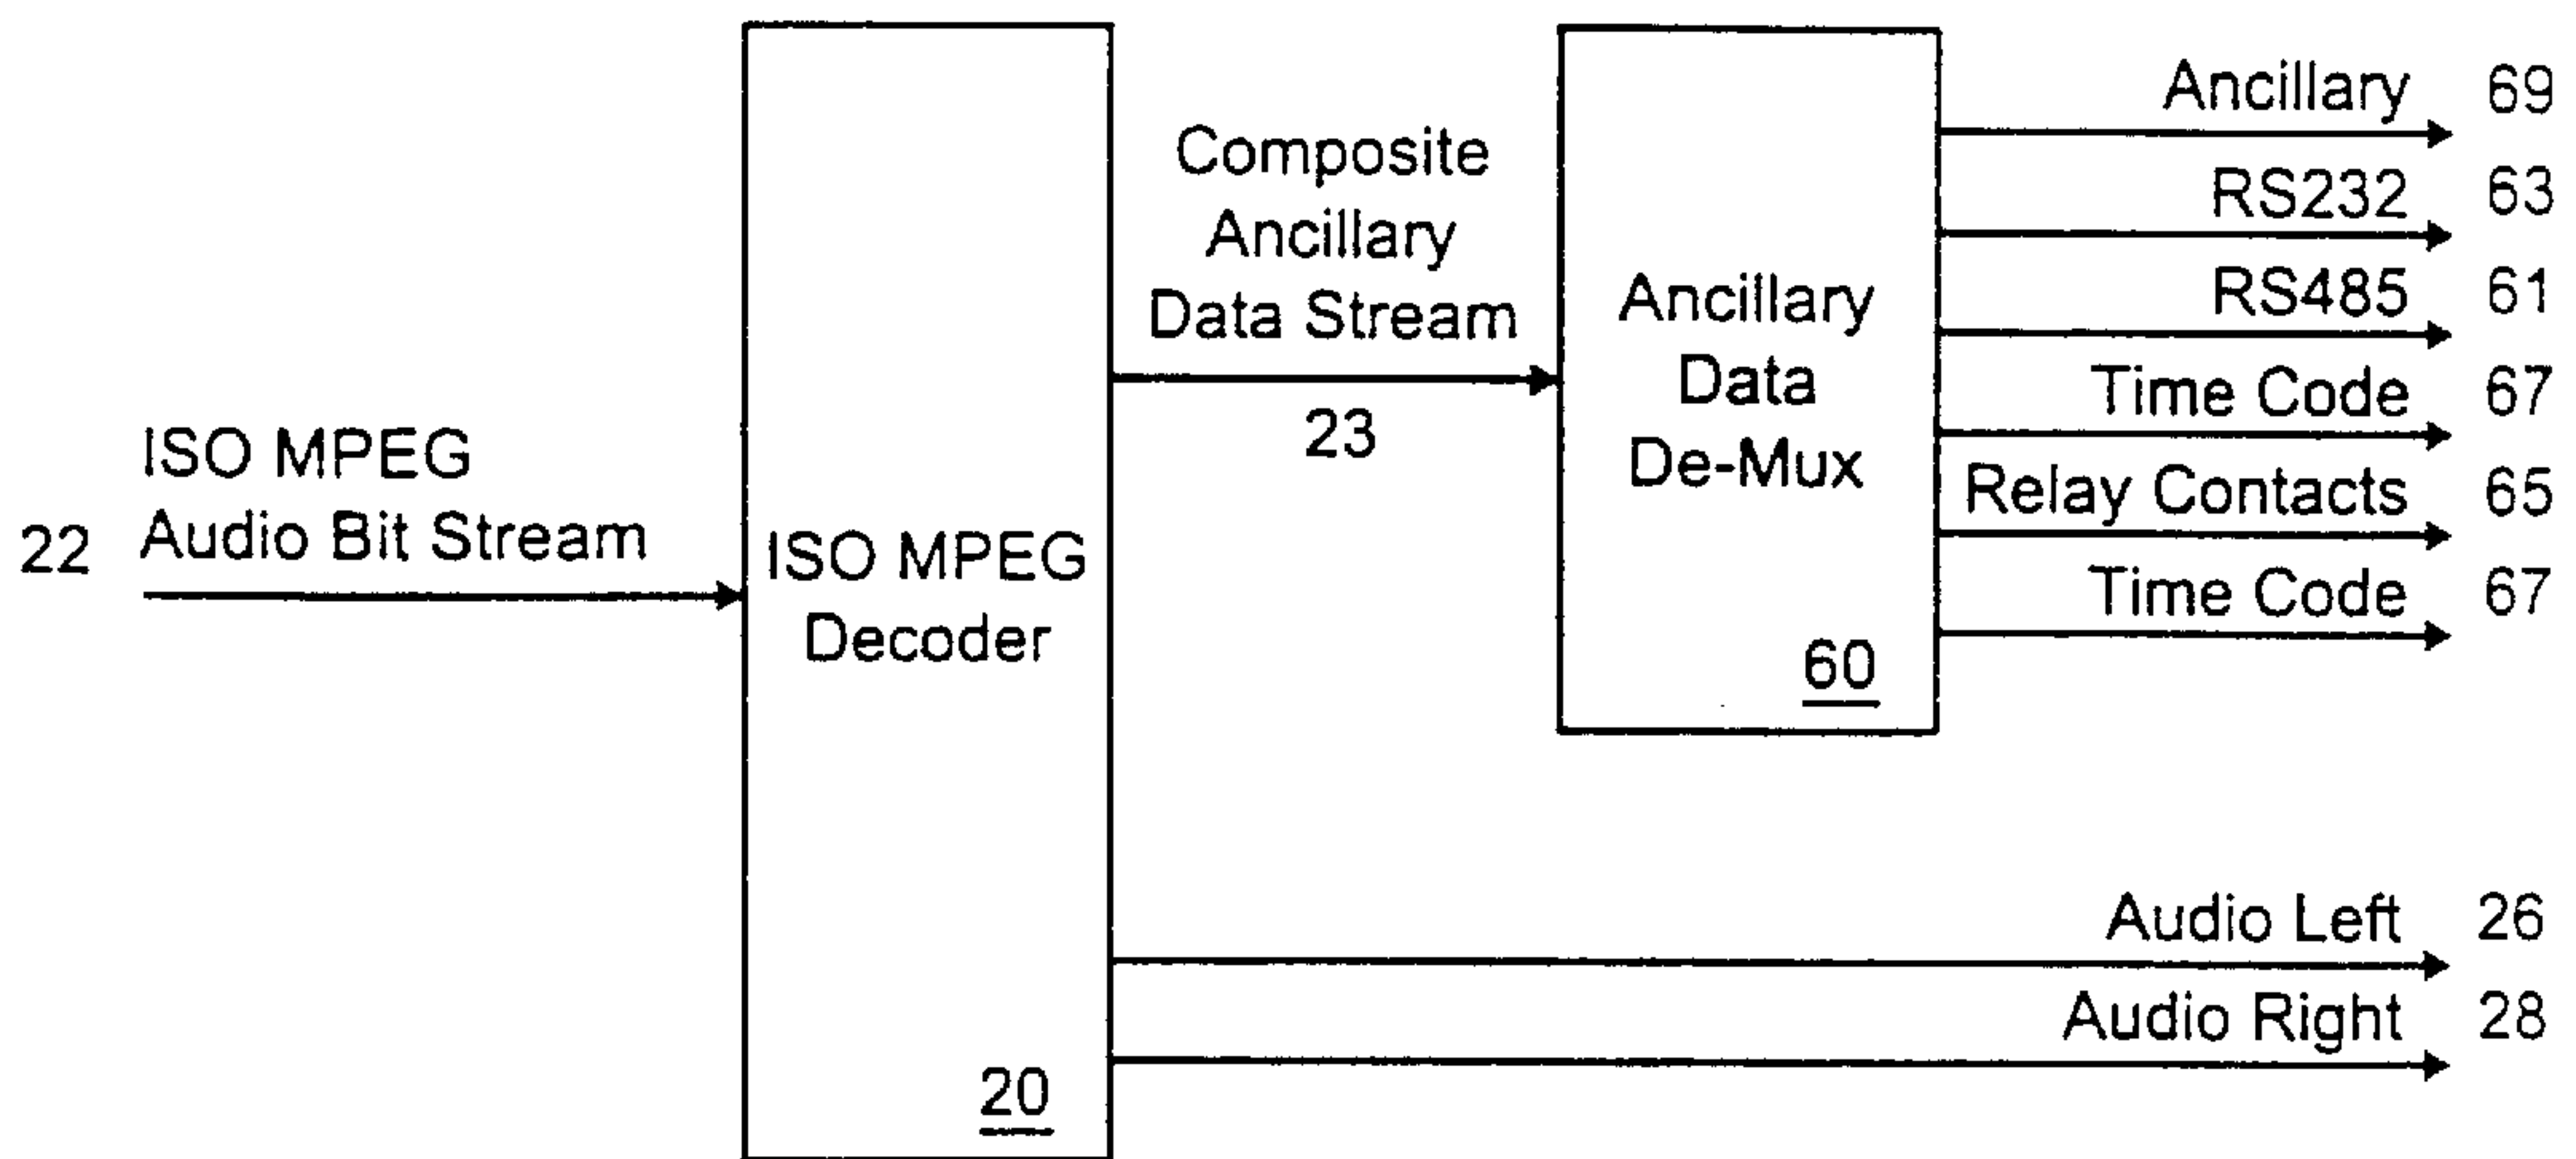 22
ISO MPEG
Audio Bit Stream
ISO MPEG
Decoder
20
Composite
Ancillary
Data Stream
23
Ancillary
Data
De-Mux
60
Ancillary 69
RS232 63
RS485 61
Time Code 67
Relay Contacts 65
Time Code 67
Audio Left 26
Audio Right 28